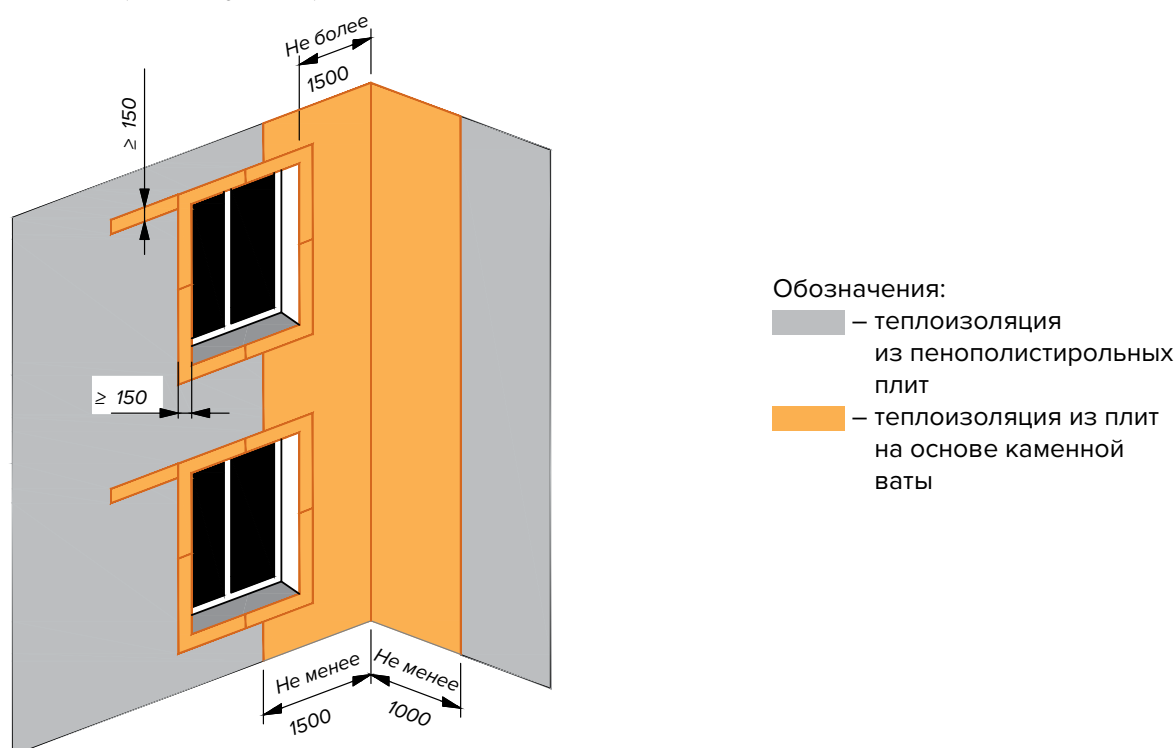 Не более
1500
≥ 150
≥ 150
Не менее
1500
Не менее
1000
Обозначения:
– теплоизоляция
из пенополистирольных
плит
– теплоизоляция из плит
на основе каменной
ваты